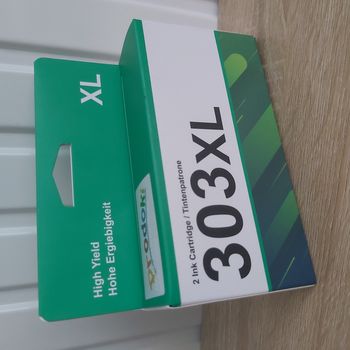 XL
High Yield
Hohe Ergiebigkeit
2 Ink Cartridge / Tintenpatrone
303XL